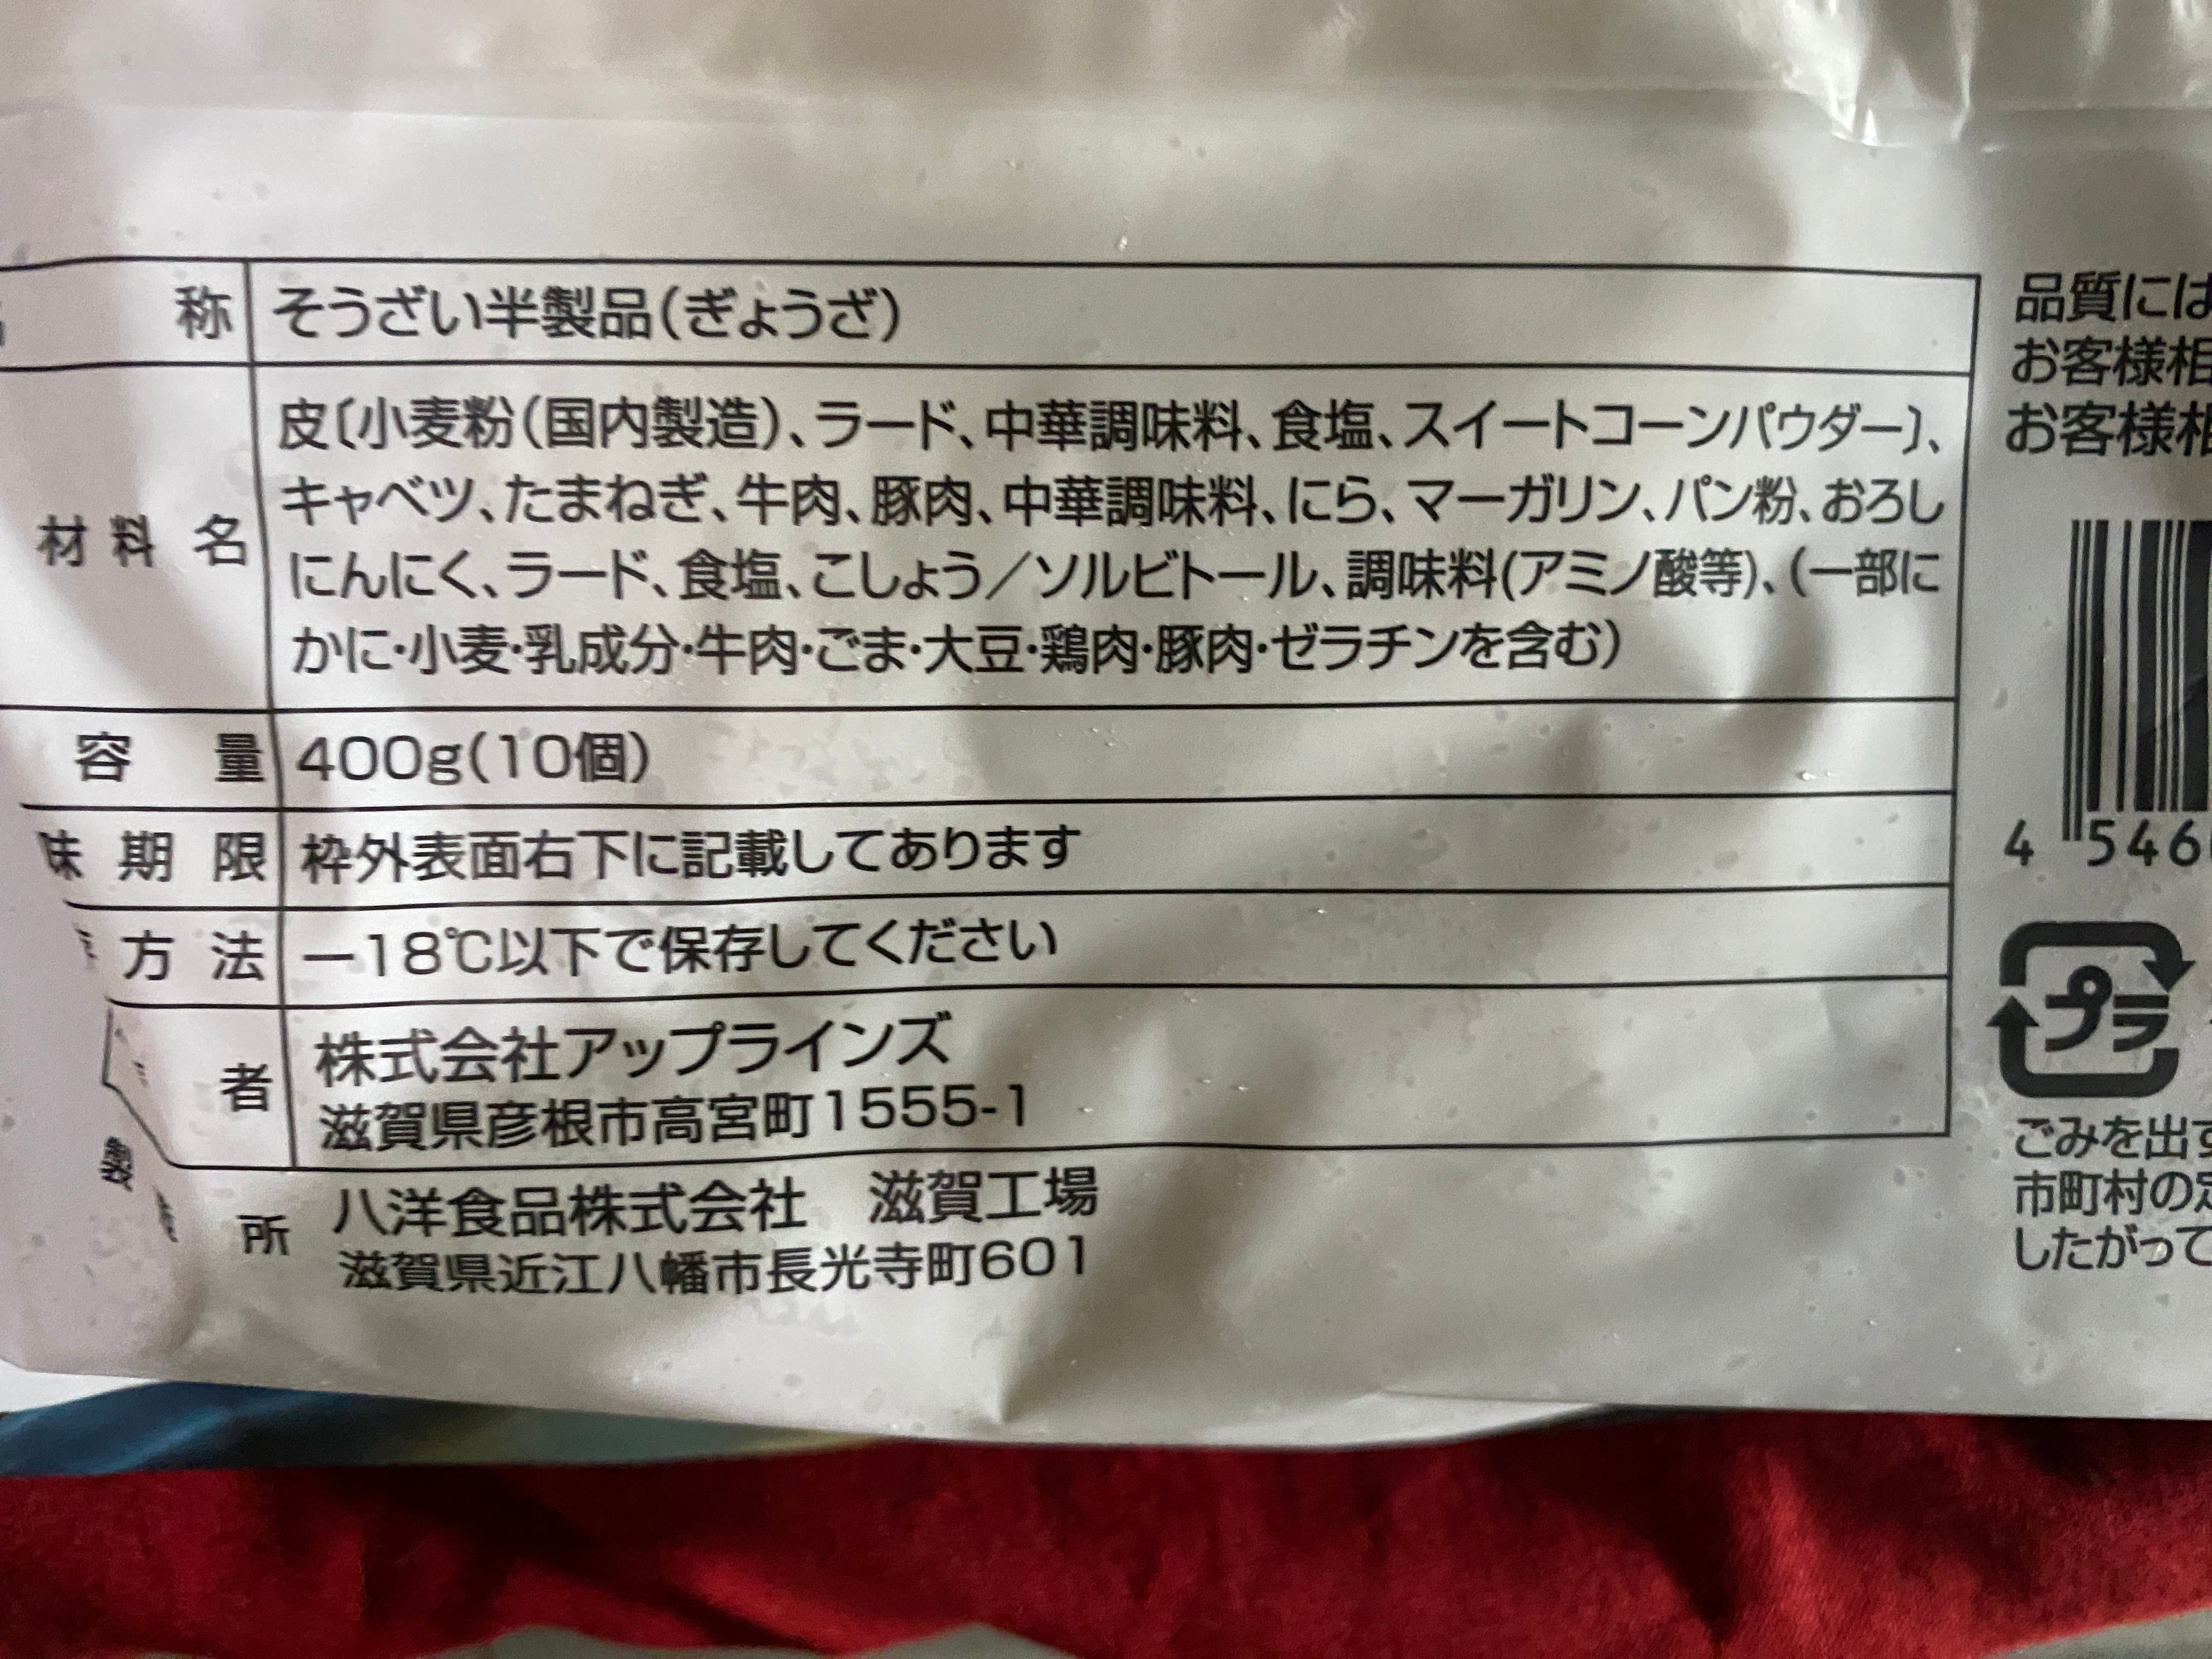 称 そうざい半製品(ぎょうざ)
材料名 皮〔小麦粉(国内製造)、ラード、中華調味料、食塩、スイートコーンパウダー〕、
キャベツ、たまねぎ、牛肉、豚肉、中華調味料、にら、マーガリン、パン粉、おろし
にんにく、ラード、食塩、こしょう／ソルビトール、調味料(アミノ酸等)、(一部に
かに・小麦・乳成分・牛肉・ごま・大豆・鶏肉・豚肉・ゼラチンを含む)
容量 400g(10個)
味期限 枠外表面右下に記載してあります
方法 −18℃以下で保存してください
者 株式会社アップラインズ
滋賀県彦根市高宮町1555-1
製 所 八洋食品株式会社 滋賀工場
滋賀県近江八幡市長光寺町601
品質には
お客様相
お客様相
4 546
プラ
ごみを出す
市町村の定
したがって